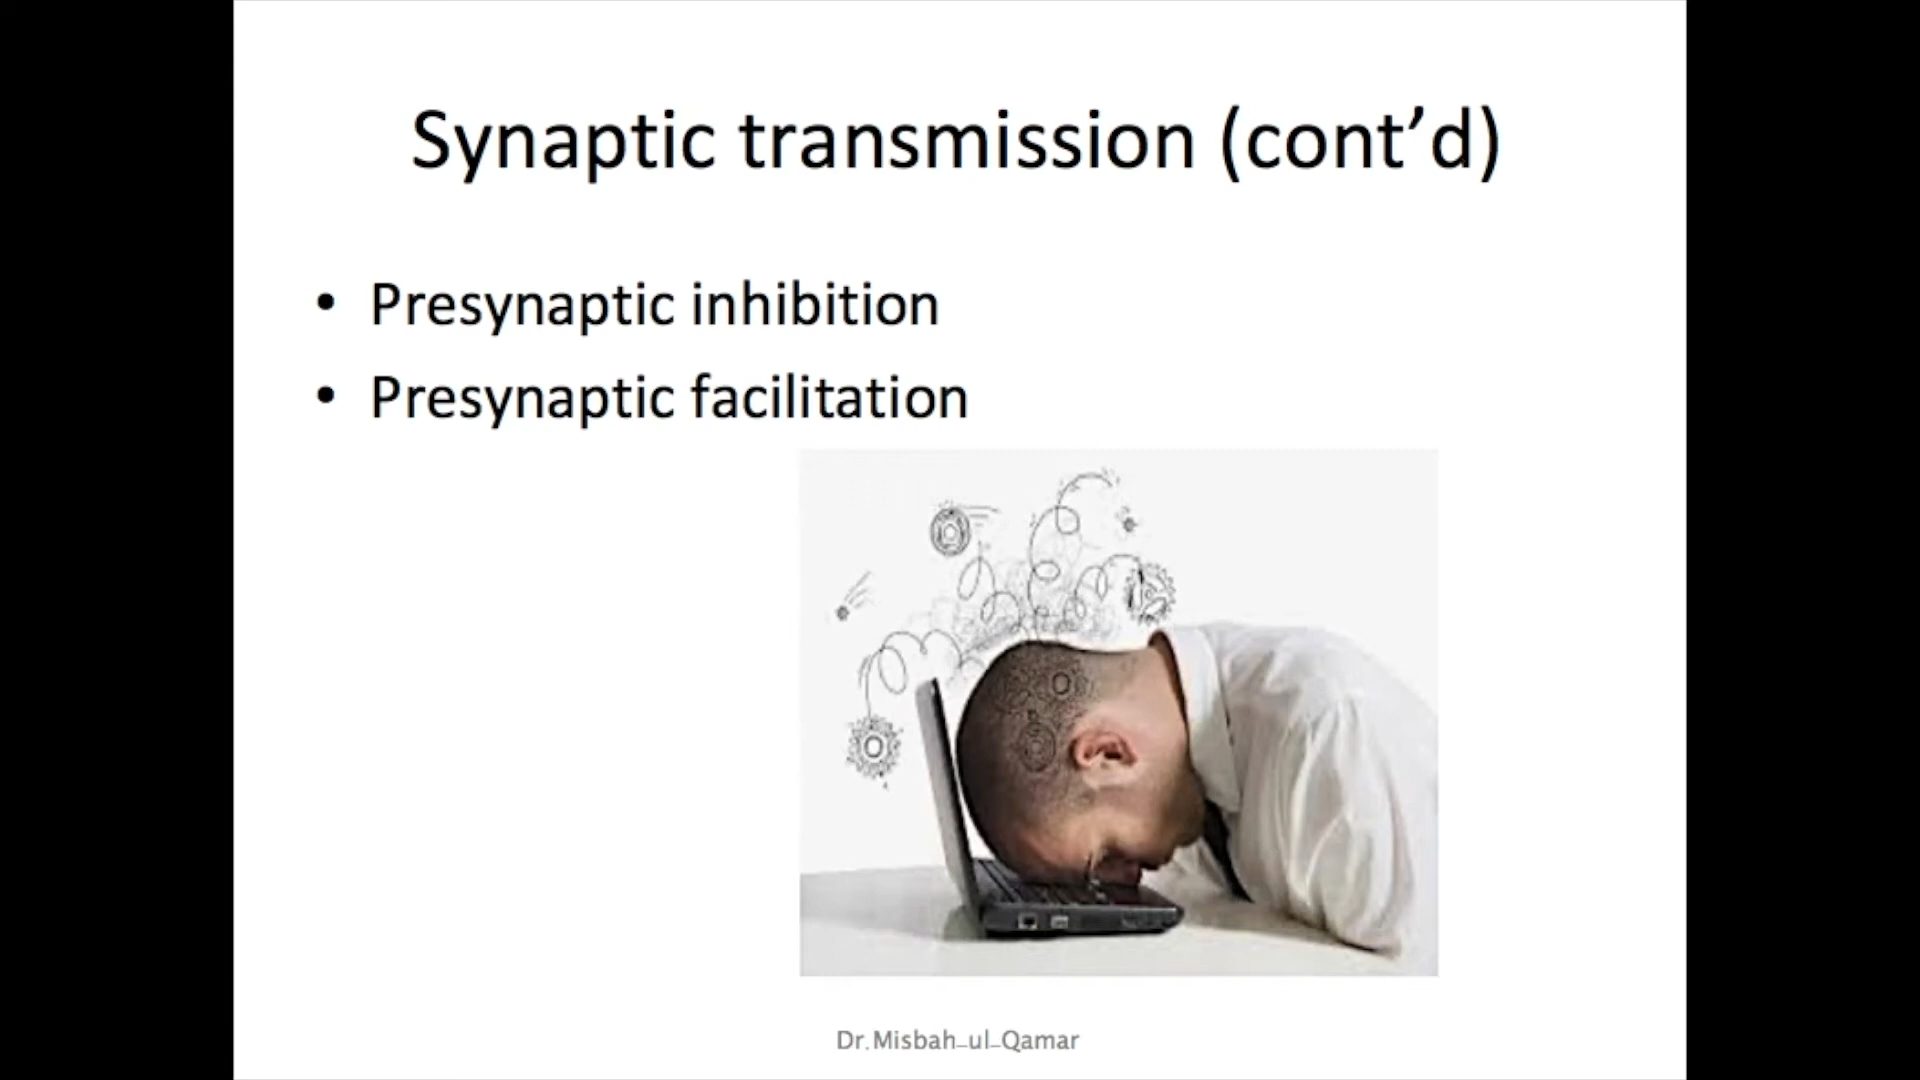 Synaptic transmission (cont’d)
• Presynaptic inhibition
• Presynaptic facilitation
Dr.Misbah_ul_Qamar